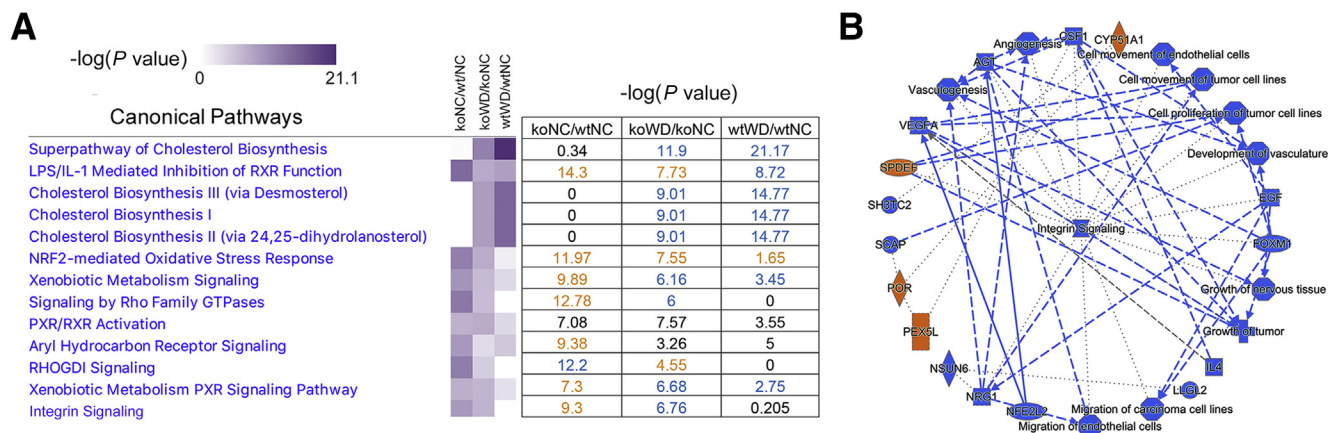 A
-log(P value)
0
21.1
Canonical Pathways
koNC/wt/NC
koWD/koNC
wtWD/wtNC
-log(P value)
koNC/wtNC koWD/koNC wtWD/wtNC
Superpathway of Cholesterol Biosynthesis 0.34 11.9 21.17
LPS/IL-1 Mediated Inhibition of RXR Function 14.3 7.73 8.72
Cholesterol Biosynthesis III (via Desmosterol) 0 9.01 14.77
Cholesterol Biosynthesis I 0 9.01 14.77
Cholesterol Biosynthesis II (via 24,25-dihydrolanosterol) 0 9.01 14.77
NRF2-mediated Oxidative Stress Response 11.97 7.55 1.65
Xenobiotic Metabolism Signaling 9.89 6.16 3.45
Signaling by Rho Family GTPases 12.78 6 0
PXR/RXR Activation 7.08 7.57 3.55
Aryl Hydrocarbon Receptor Signaling 9.38 3.26 5
RHOGDI Signaling 12.2 4.55 0
Xenobiotic Metabolism PXR Signaling Pathway 7.3 6.68 2.75
Integrin Signaling 9.3 6.76 0.205
B
CSF1
CYP51A1
Angiogenesis
Cell movement of endothelial cells
AGT
Cell movement of tumor cell lines
Vasculogenesis
Cell proliferation of tumor cell lines
VEGFA
Development of vasculature
SPDEF
EGF
SH3TC2
Integrin Signaling
SCAP
FOXM1
POR
Growth of nervous tissue
PEX5L
Growth of tumor
NSUN6
IL4
LLGL2
NRG1
NFE2L2
Migration of carcinoma cell lines
Migration of endothelial cells